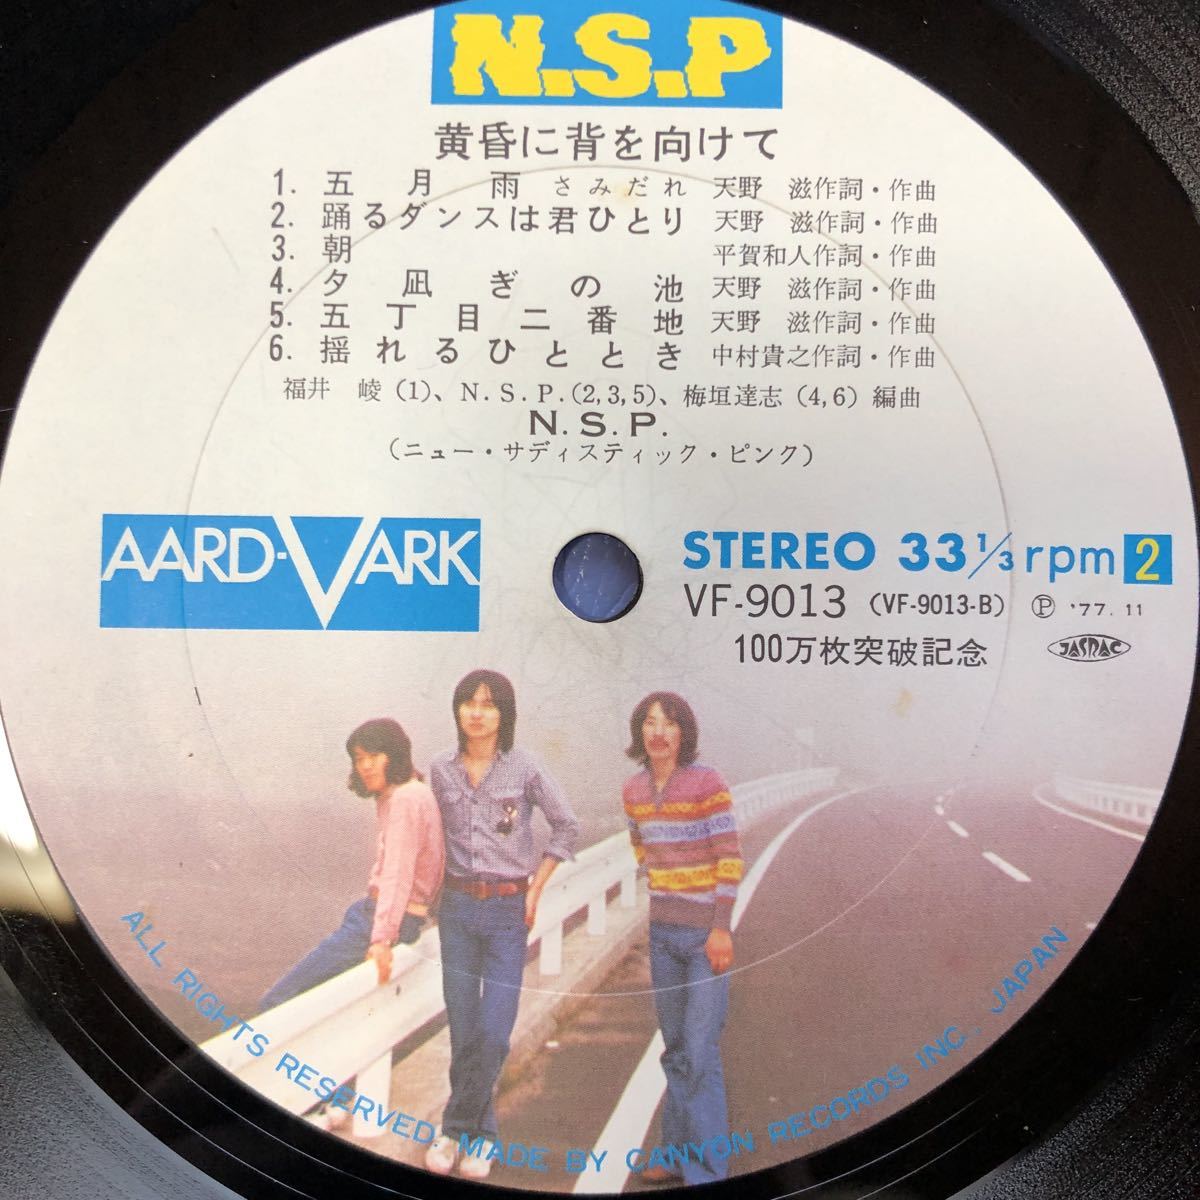 N.S.P
黄昏に背を向けて
1. 五月雨 さみだれ 天野 滋作詞・作曲
2. 踊るダンスは君ひとり 天野 滋作詞・作曲
3. 朝 平賀和人作詞・作曲
4. 夕凪ぎの池 天野 滋作詞・作曲
5. 五丁目二番地 天野 滋作詞・作曲
6. 揺れるひととき 中村貴之作詞・作曲
福井 崚 (1)、N.S.P.(2,3,5)、梅垣達志 (4,6) 編曲
N.S.P.
(ニュー・サディスティック・ピンク)
AARD-VARK
STEREO 33 1/3 rpm 2
VF-9013 (VF-9013-B) Ⓟ '77.11
100万枚突破記念 JASRAC
ALL RIGHTS RESERVED. MADE BY CANYON RECORDS INC., JAPAN